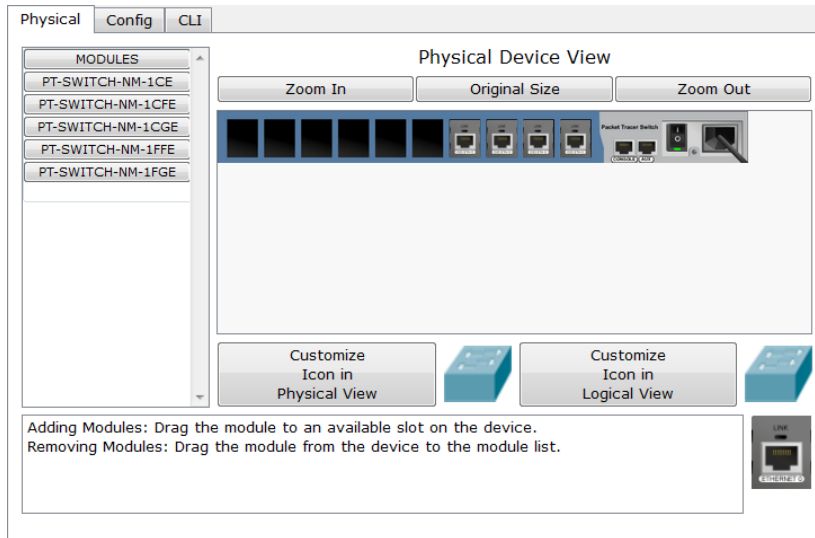 Physical Config CLI
MODULES
PT-SWITCH-NM-1CE
PT-SWITCH-NM-1CFE
PT-SWITCH-NM-1CGE
PT-SWITCH-NM-1FFE
PT-SWITCH-NM-1FGE
Physical Device View
Zoom In Original Size Zoom Out
Packet Tracer Switch
CONSOLE AUX
Customize
Icon in
Physical View
Customize
Icon in
Logical View
Adding Modules: Drag the module to an available slot on the device.
Removing Modules: Drag the module from the device to the module list.
LINK